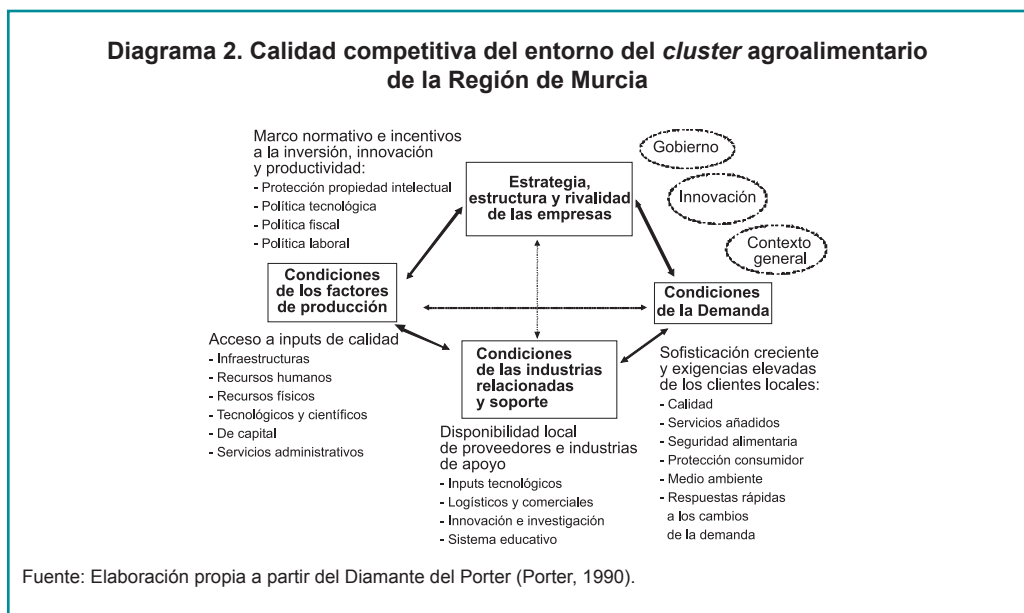 Diagrama 2. Calidad competitiva del entorno del cluster agroalimentario
de la Región de Murcia
Marco normativo e incentivos
a la inversión, innovación
y productividad:
- Protección propiedad intelectual
- Política tecnológica
- Política fiscal
- Política laboral
Estrategia,
estructura y rivalidad
de las empresas
Gobierno
Innovación
Contexto
general
Condiciones
de los factores
de producción
Condiciones
de la Demanda
Acceso a inputs de calidad
- Infraestructuras
- Recursos humanos
- Recursos físicos
- Tecnológicos y científicos
- De capital
- Servicios administrativos
Condiciones
de las industrias
relacionadas
y soporte
Disponibilidad local
de proveedores e industrias
de apoyo
- Inputs tecnológicos
- Logísticos y comerciales
- Innovación e investigación
- Sistema educativo
Sofisticación creciente
y exigencias elevadas
de los clientes locales:
- Calidad
- Servicios añadidos
- Seguridad alimentaria
- Protección consumidor
- Medio ambiente
- Respuestas rápidas
a los cambios
de la demanda
Fuente: Elaboración propia a partir del Diamante del Porter (Porter, 1990).